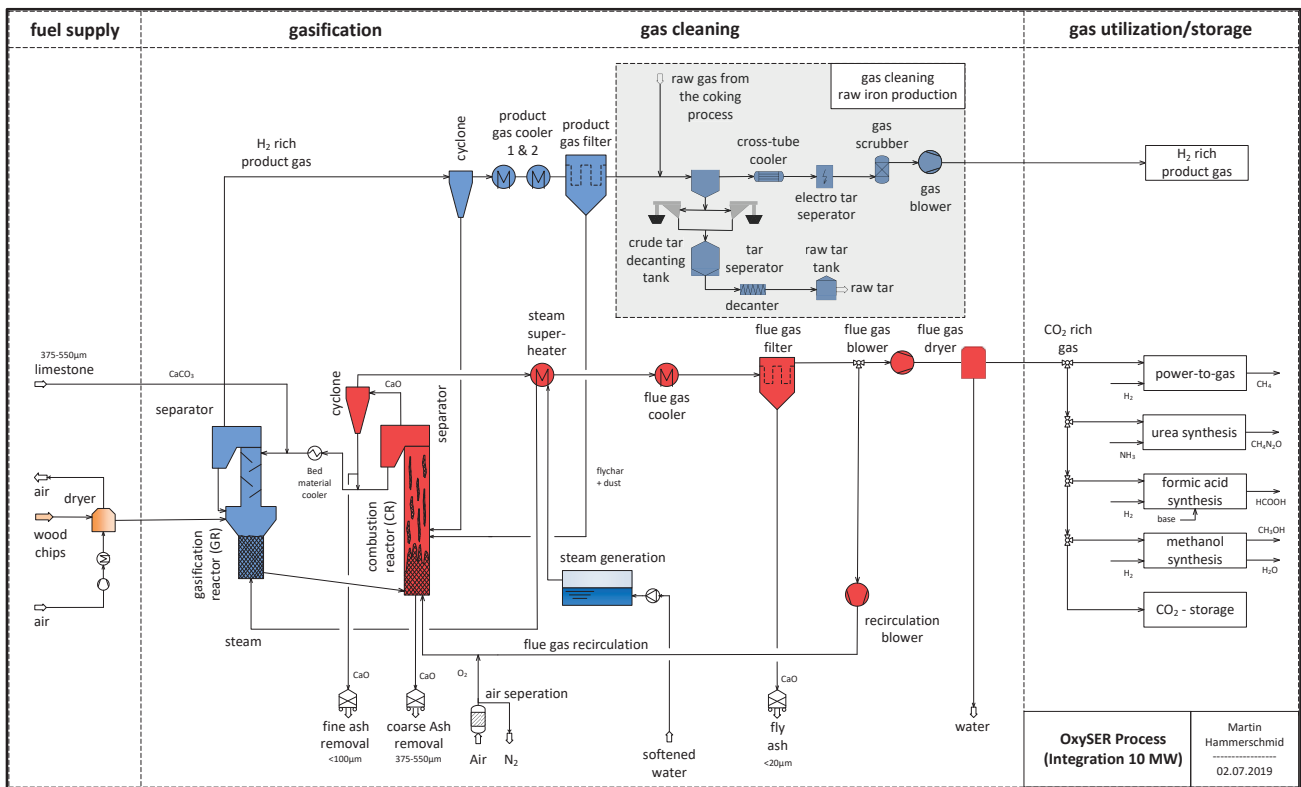 fuel supply
gasification
gas cleaning
gas utilization/storage
gas cleaning
raw iron production
raw gas from
the coking
process
H₂ rich
product gas
cyclone
product
gas cooler
1 & 2
product
gas filter
cross-tube
cooler
gas
scrubber
electro tar
seperator
gas
blower
H₂ rich
product gas
crude tar
decanting
tank
tar
seperator
raw tar
tank
raw tar
decanter
375-550µm
limestone
CaCO₃
separator
cyclone
CaO
separator
steam
super-
heater
flue gas
cooler
flue gas
filter
flue gas
blower
flue gas
dryer
CO₂ rich
gas
power-to-gas
H₂
CH₄
urea synthesis
NH₃
CH₄N₂O
formic acid
synthesis
H₂
base
HCOOH
methanol
synthesis
H₂
CH₃OH
H₂O
CO₂ - storage
Bed
material
cooler
air
dryer
wood
chips
air
gasification
reactor (GR)
combustion
reactor (CR)
flychar
+ dust
steam generation
recirculation
blower
steam
flue gas recirculation
O₂
air seperation
CaO
CaO
CaO
fine ash
removal
<100µm
coarse Ash
removal
375-550µm
Air
N₂
softened
water
fly
ash
<20µm
water
OxySER Process
(Integration 10 MW)
Martin
Hammerschmid
-----------------
02.07.2019